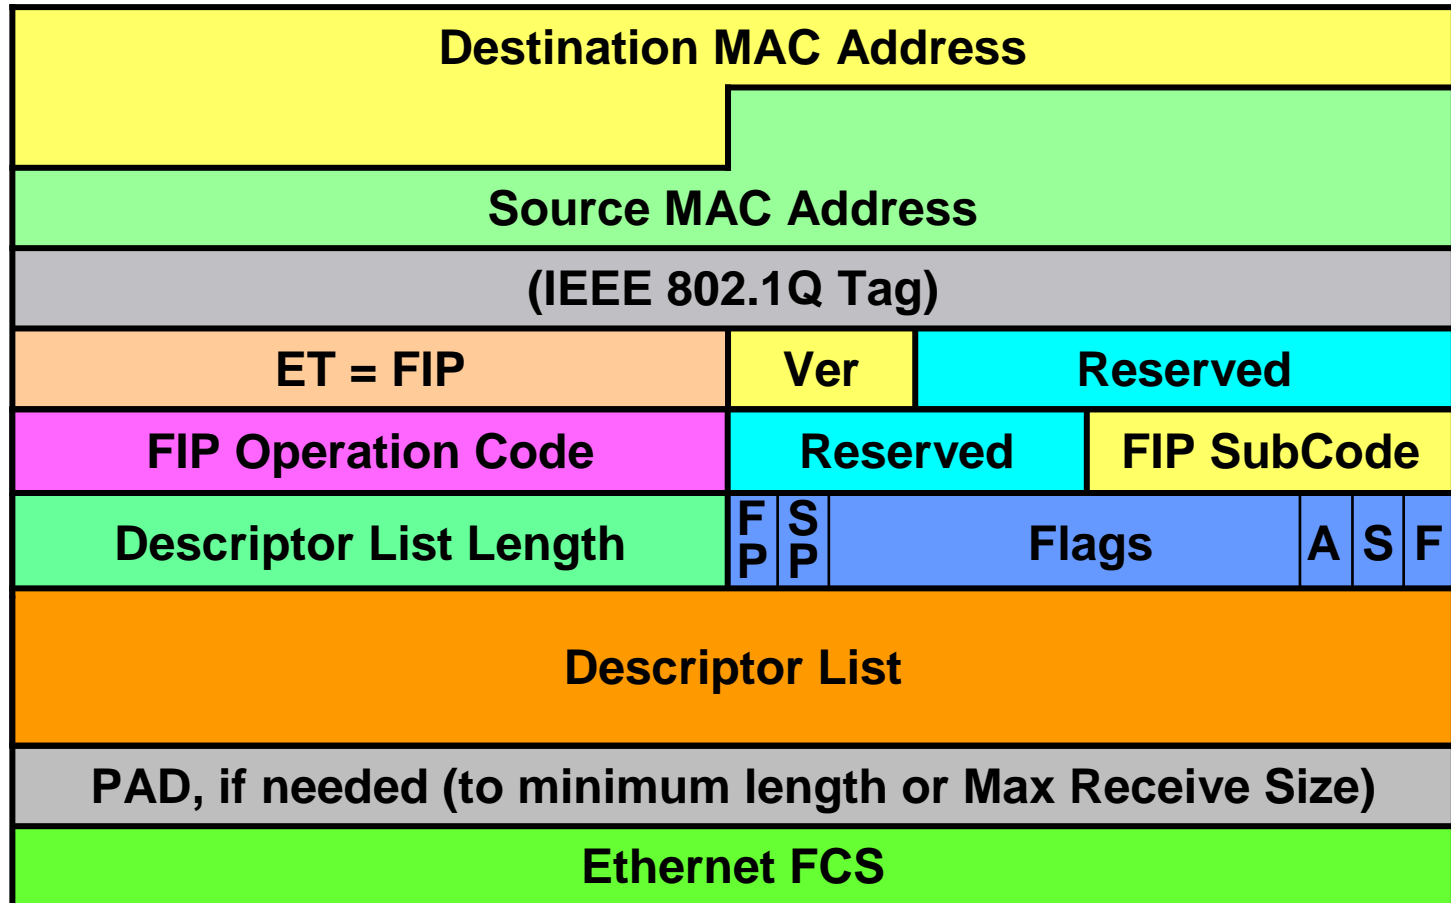 Destination MAC Address
Source MAC Address
(IEEE 802.1Q Tag)
ET = FIP Ver Reserved
FIP Operation Code Reserved FIP SubCode
Descriptor List Length FP SP Flags A S F
Descriptor List
PAD, if needed (to minimum length or Max Receive Size)
Ethernet FCS